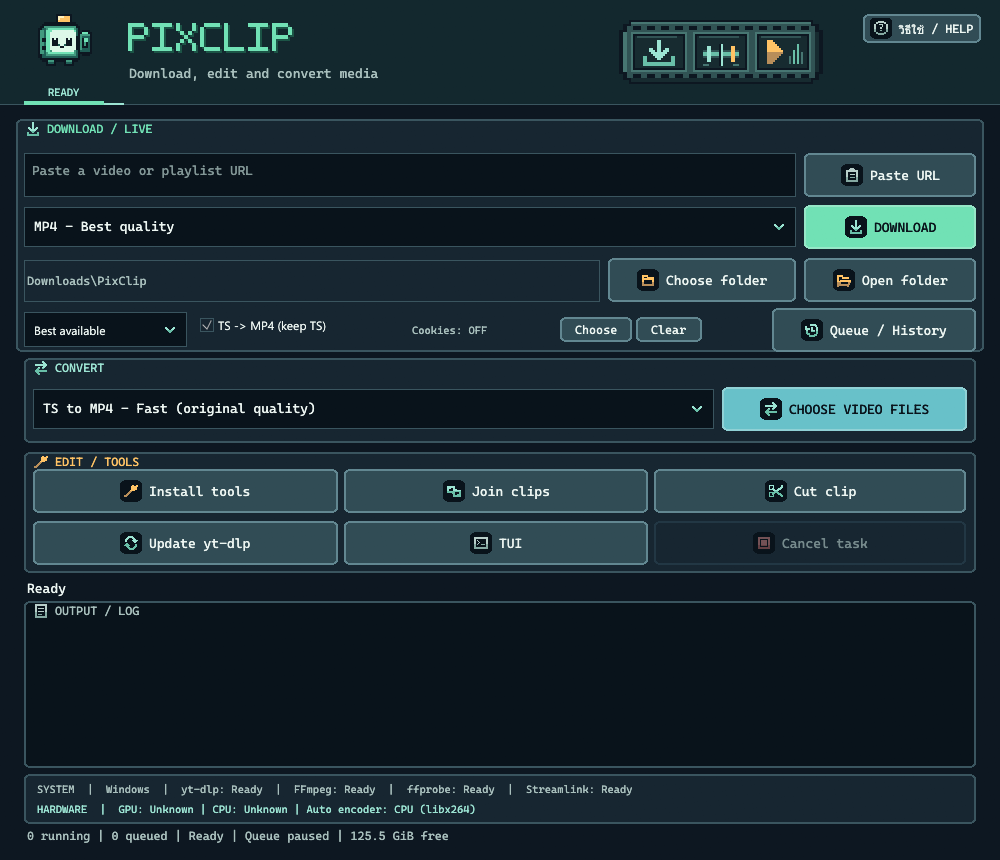 PIXCLIP
Download, edit and convert media
วิธีใช้ / HELP
READY
DOWNLOAD / LIVE
Paste a video or playlist URL
Paste URL
MP4 - Best quality
DOWNLOAD
Downloads\PixClip
Choose folder
Open folder
Best available
TS -> MP4 (keep TS)
Cookies: OFF
Choose
Clear
Queue / History
CONVERT
TS to MP4 - Fast (original quality)
CHOOSE VIDEO FILES
EDIT / TOOLS
Install tools
Join clips
Cut clip
Update yt-dlp
TUI
Cancel task
Ready
OUTPUT / LOG
SYSTEM | Windows | yt-dlp: Ready | FFmpeg: Ready | ffprobe: Ready | Streamlink: Ready
HARDWARE | GPU: Unknown | CPU: Unknown | Auto encoder: CPU (libx264)
0 running | 0 queued | Ready | Queue paused | 125.5 GiB free